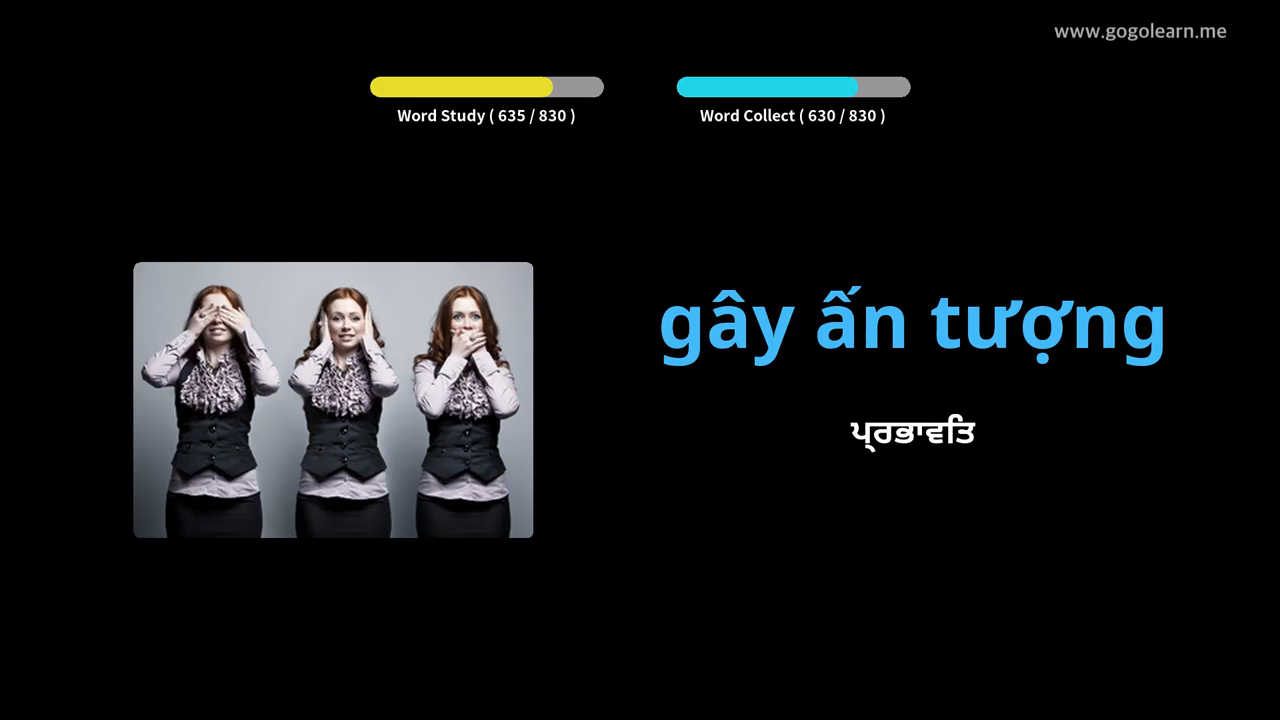 www.gogolearn.me
Word Study ( 635 / 830 )
Word Collect ( 630 / 830 )
gây ấn tượng
ਪ੍ਰਭਾਵਤਿ